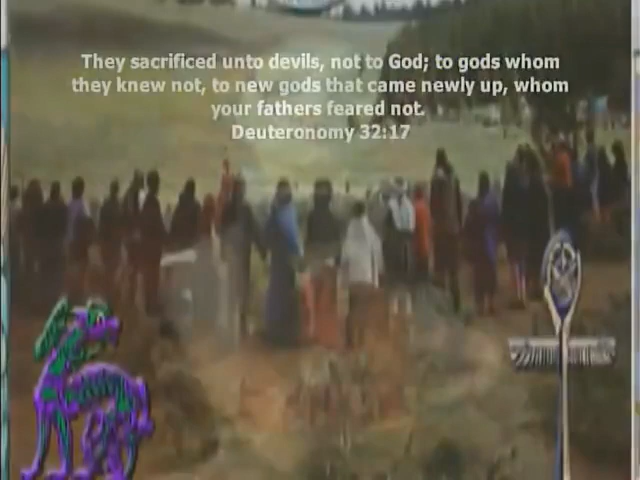 They sacrificed unto devils, not to God; to gods whom
they knew not, to new gods that came newly up, whom
your fathers feared not.
Deuteronomy 32:17